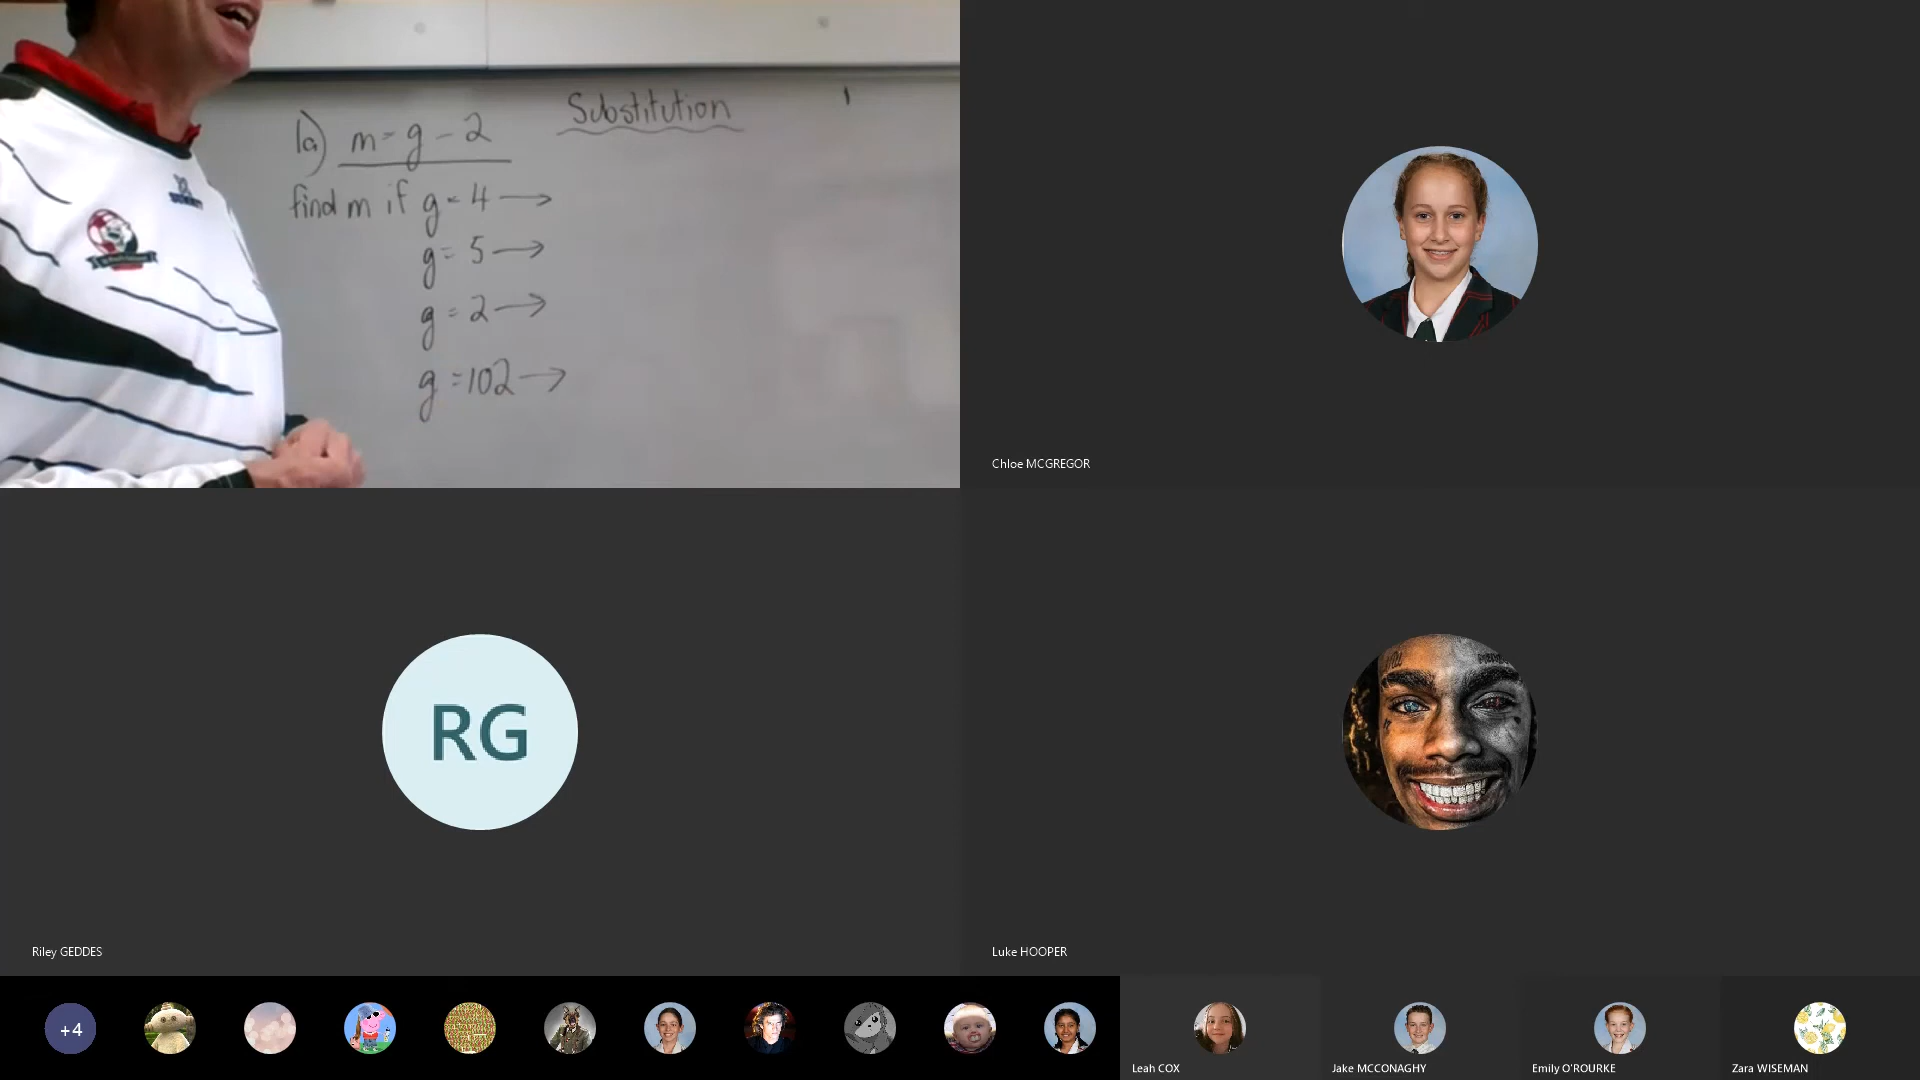 Substitution
1a) m = g - 2
find m if g = 4 →
g = 5 →
g = 2 →
g = 102 →
Chloe MCGREGOR
RG
Riley GEDDES
Luke HOOPER
+4
Leah COX
Jake MCCONAGHY
Emily O'ROURKE
Zara WISEMAN